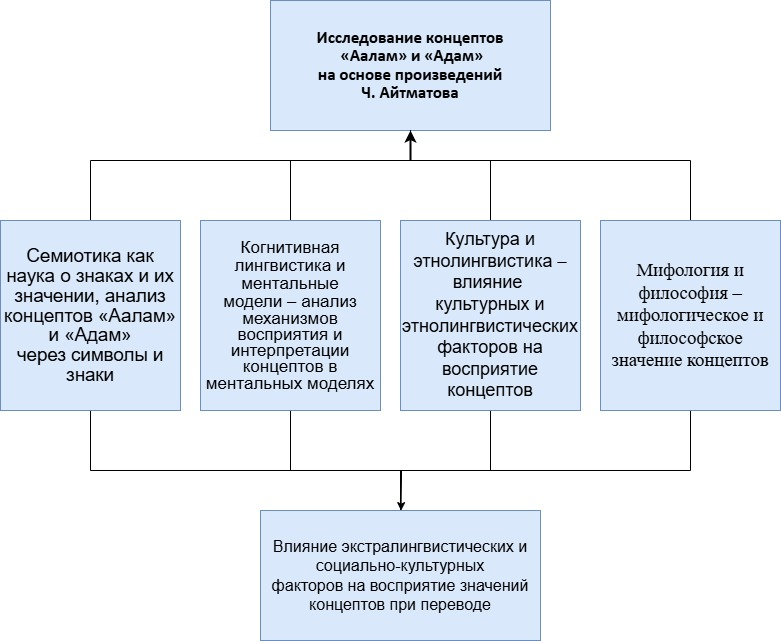 Исследование концептов
«Аалам» и «Адам»
на основе произведений
Ч. Айтматова
Семиотика как
наука о знаках и их
значении, анализ
концептов «Аалам»
и «Адам»
через символы и
знаки
Когнитивная
лингвистика и
ментальные
модели – анализ
механизмов
восприятия и
интерпретации
концептов в
ментальных моделях
Культура и
этнолингвистика –
влияние
культурных и
этнолингвистических
факторов на
восприятие
концептов
Мифология и
философия –
мифологическое и
философское
значение концептов
Влияние экстралингвистических и
социально-культурных
факторов на восприятие значений
концептов при переводе